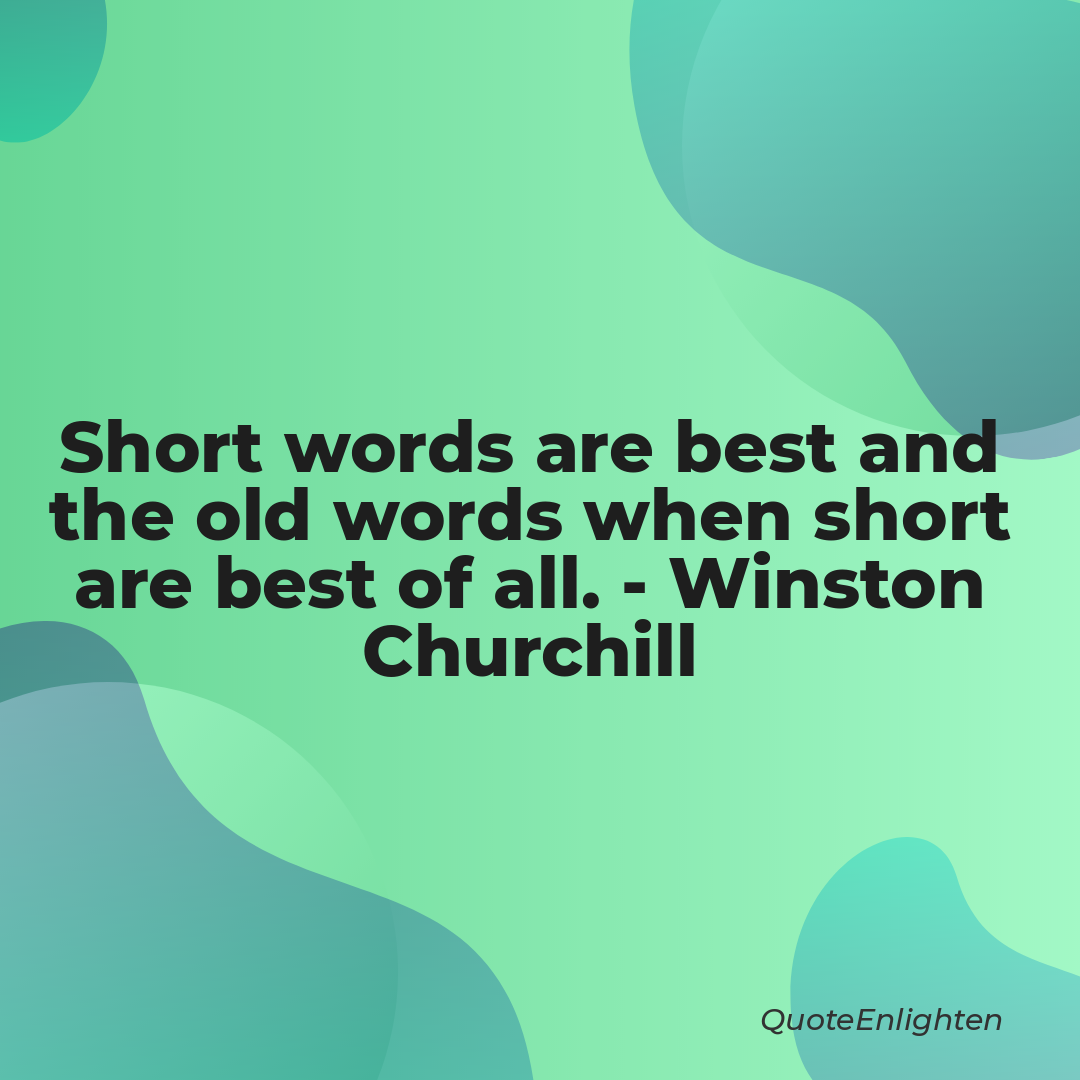 Short words are best and
the old words when short
are best of all. - Winston
Churchill
QuoteEnlighten